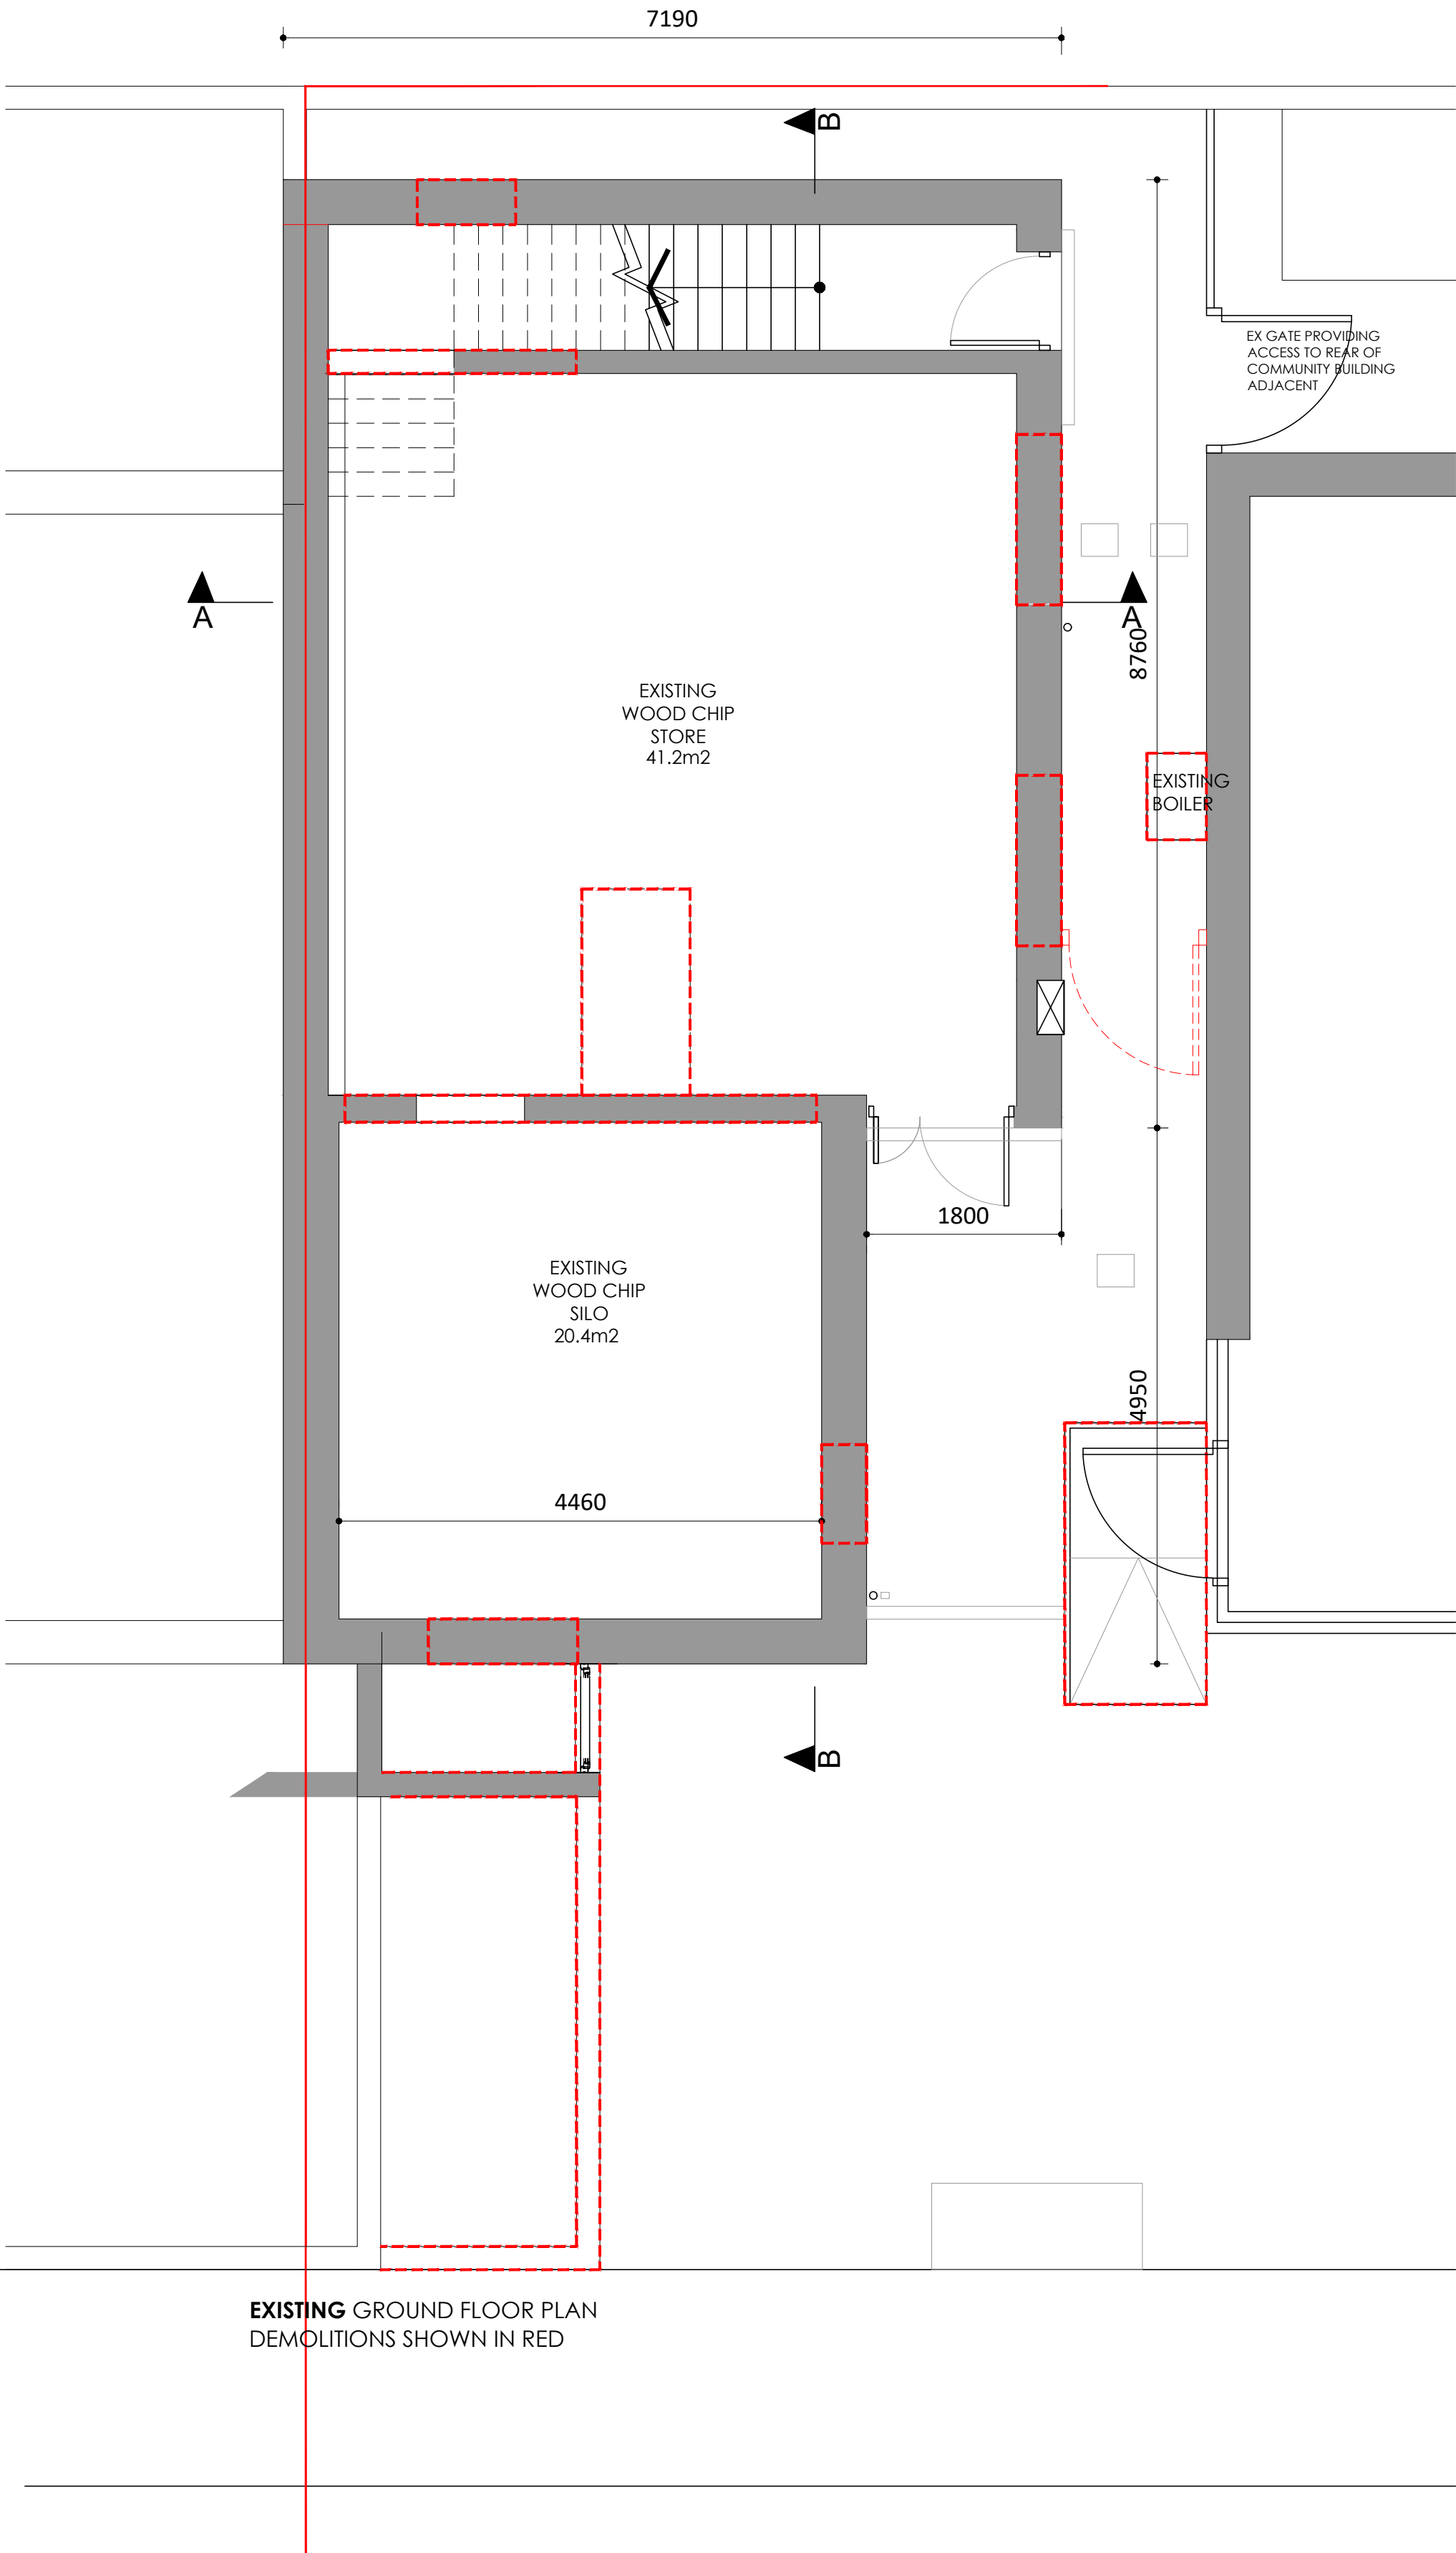 7190
B
EX GATE PROVIDING
ACCESS TO REAR OF
COMMUNITY BUILDING
ADJACENT
A
A
8760
EXISTING
WOOD CHIP
STORE
41.2m2
EXISTING
BOILER
1800
EXISTING
WOOD CHIP
SILO
20.4m2
4950
4460
B
EXISTING GROUND FLOOR PLAN
DEMOLITIONS SHOWN IN RED